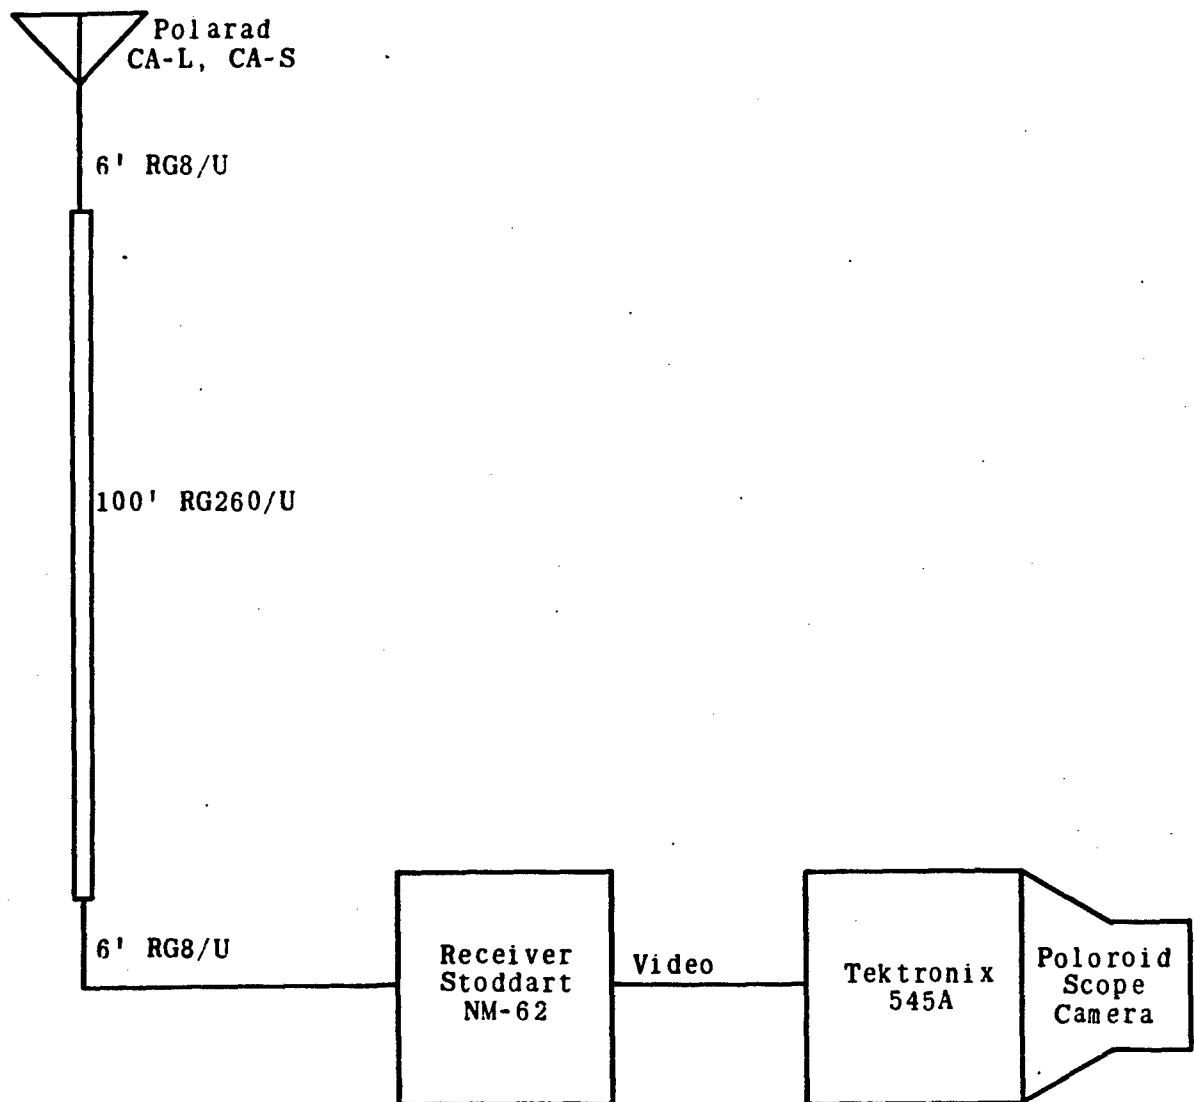 Polarad
CA-L, CA-S
6' RG8/U
100' RG260/U
6' RG8/U
Receiver
Stoddart
NM-62
Video
Tektronix
545A
Poloroid
Scope
Camera